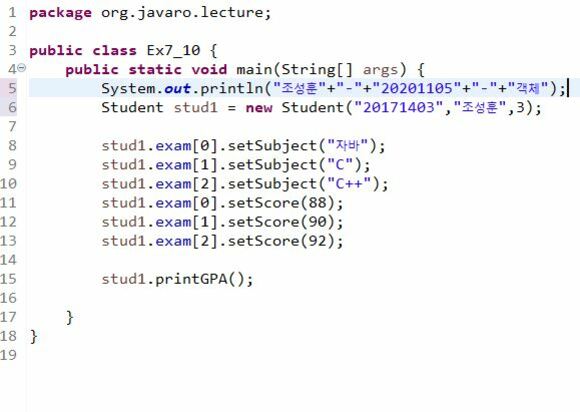 1 package org.javaro.lecture;
2
3 public class Ex7_10 {
4 public static void main(String[] args) {
5 System.out.println("조성훈"+"-"+"20201105"+"-"+"객체");
6 Student stud1 = new Student("20171403","조성훈",3);
7
8 stud1.exam[0].setSubject("자바");
9 stud1.exam[1].setSubject("C");
10 stud1.exam[2].setSubject("C++");
11 stud1.exam[0].setScore(88);
12 stud1.exam[1].setScore(90);
13 stud1.exam[2].setScore(92);
14
15 stud1.printGPA();
16
17 }
18 }
19